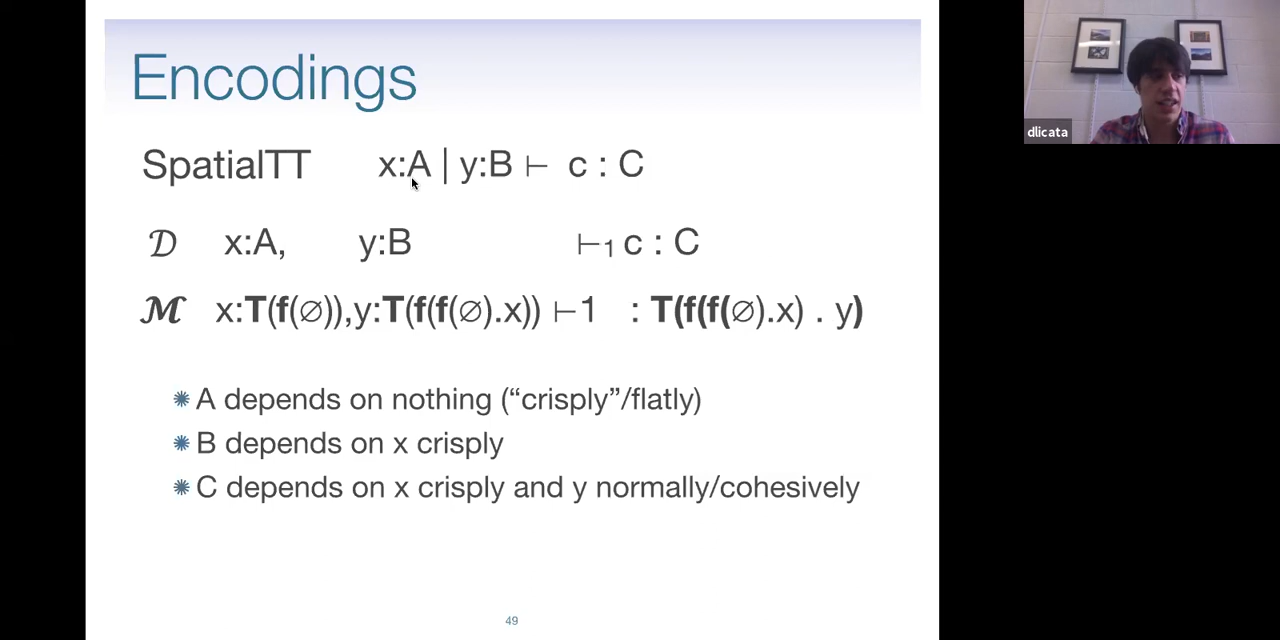 Encodings
SpatialTT x:A | y:B ⊢ c : C
𝒟 x:A, y:B ⊢₁ c : C
ℳ x:T(f(∅)),y:T(f(f(∅).x)) ⊢1 : T(f(f(∅).x) . y)
✷ A depends on nothing (“crisply”/flatly)
✷ B depends on x crisply
✷ C depends on x crisply and y normally/cohesively
49
dlicata